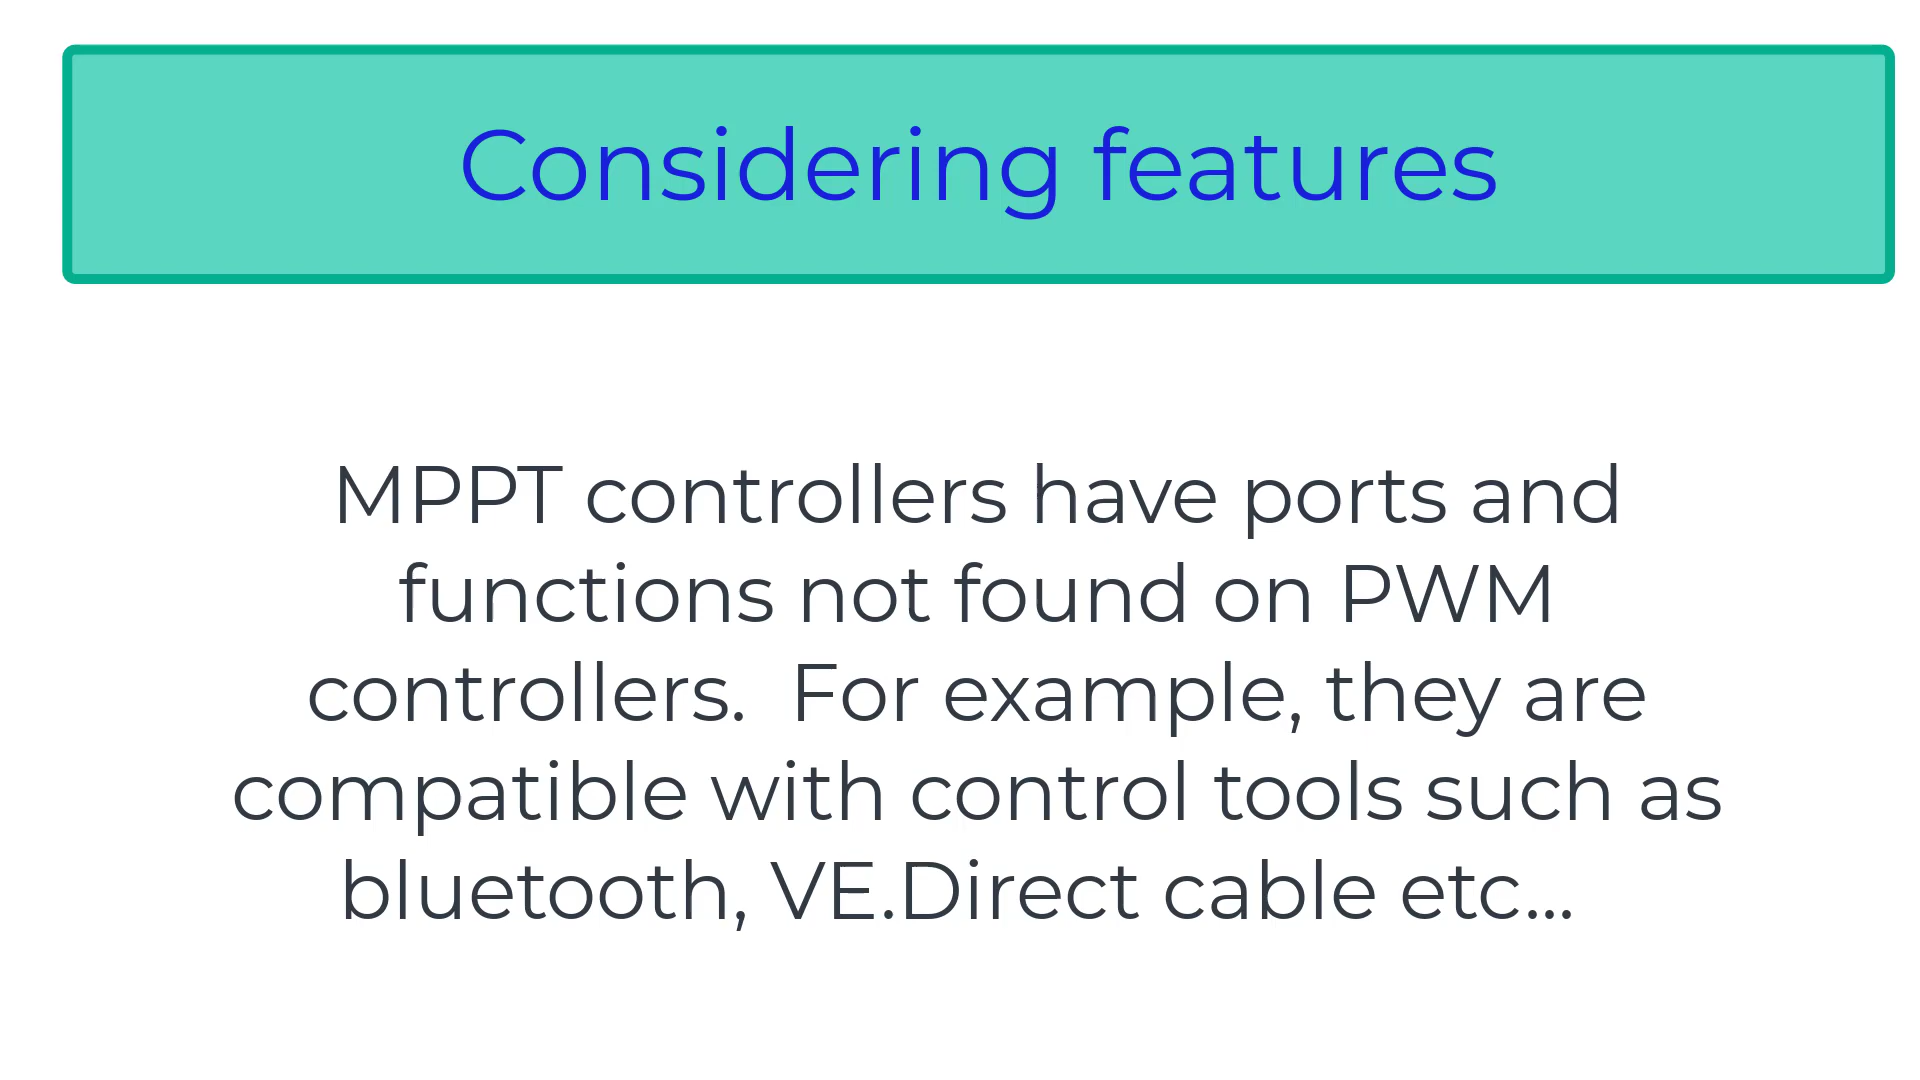 Considering features
MPPT controllers have ports and
functions not found on PWM
controllers.  For example, they are
compatible with control tools such as
bluetooth, VE.Direct cable etc...